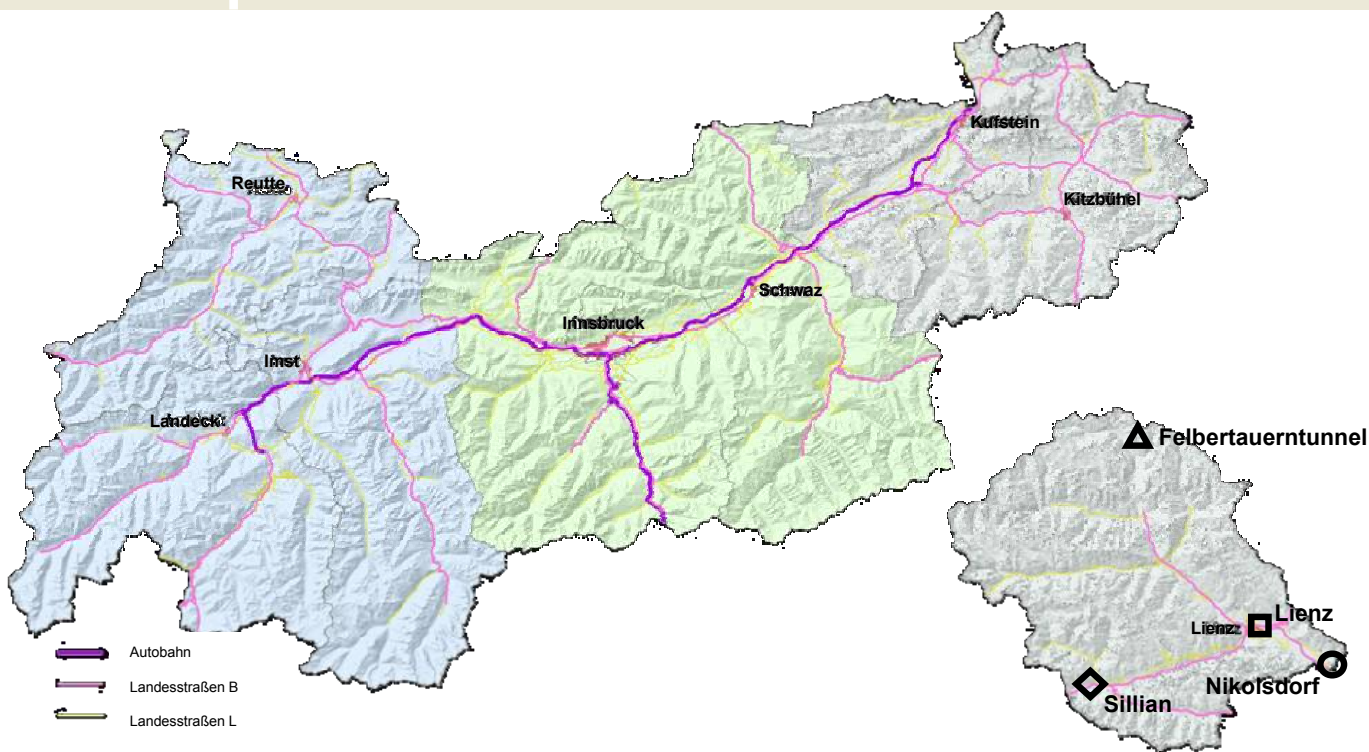 Kufstein
Reutte
Kitzbühel
Schwaz
Innsbruck
Imst
Landeck
Felbertauerntunnel
Lienz
Lienz
Nikolsdorf
Sillian
Autobahn
Landesstraßen B
Landesstraßen L